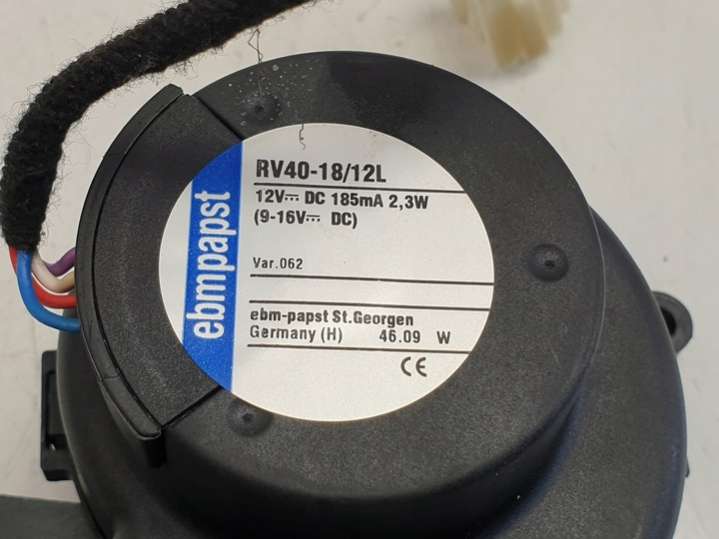 ebmpapst
RV40-18/12L
12V⎓ DC 185mA 2,3W
(9-16V⎓ DC)
Var.062
ebm-papst St.Georgen
Germany (H) 46.09 W
CE